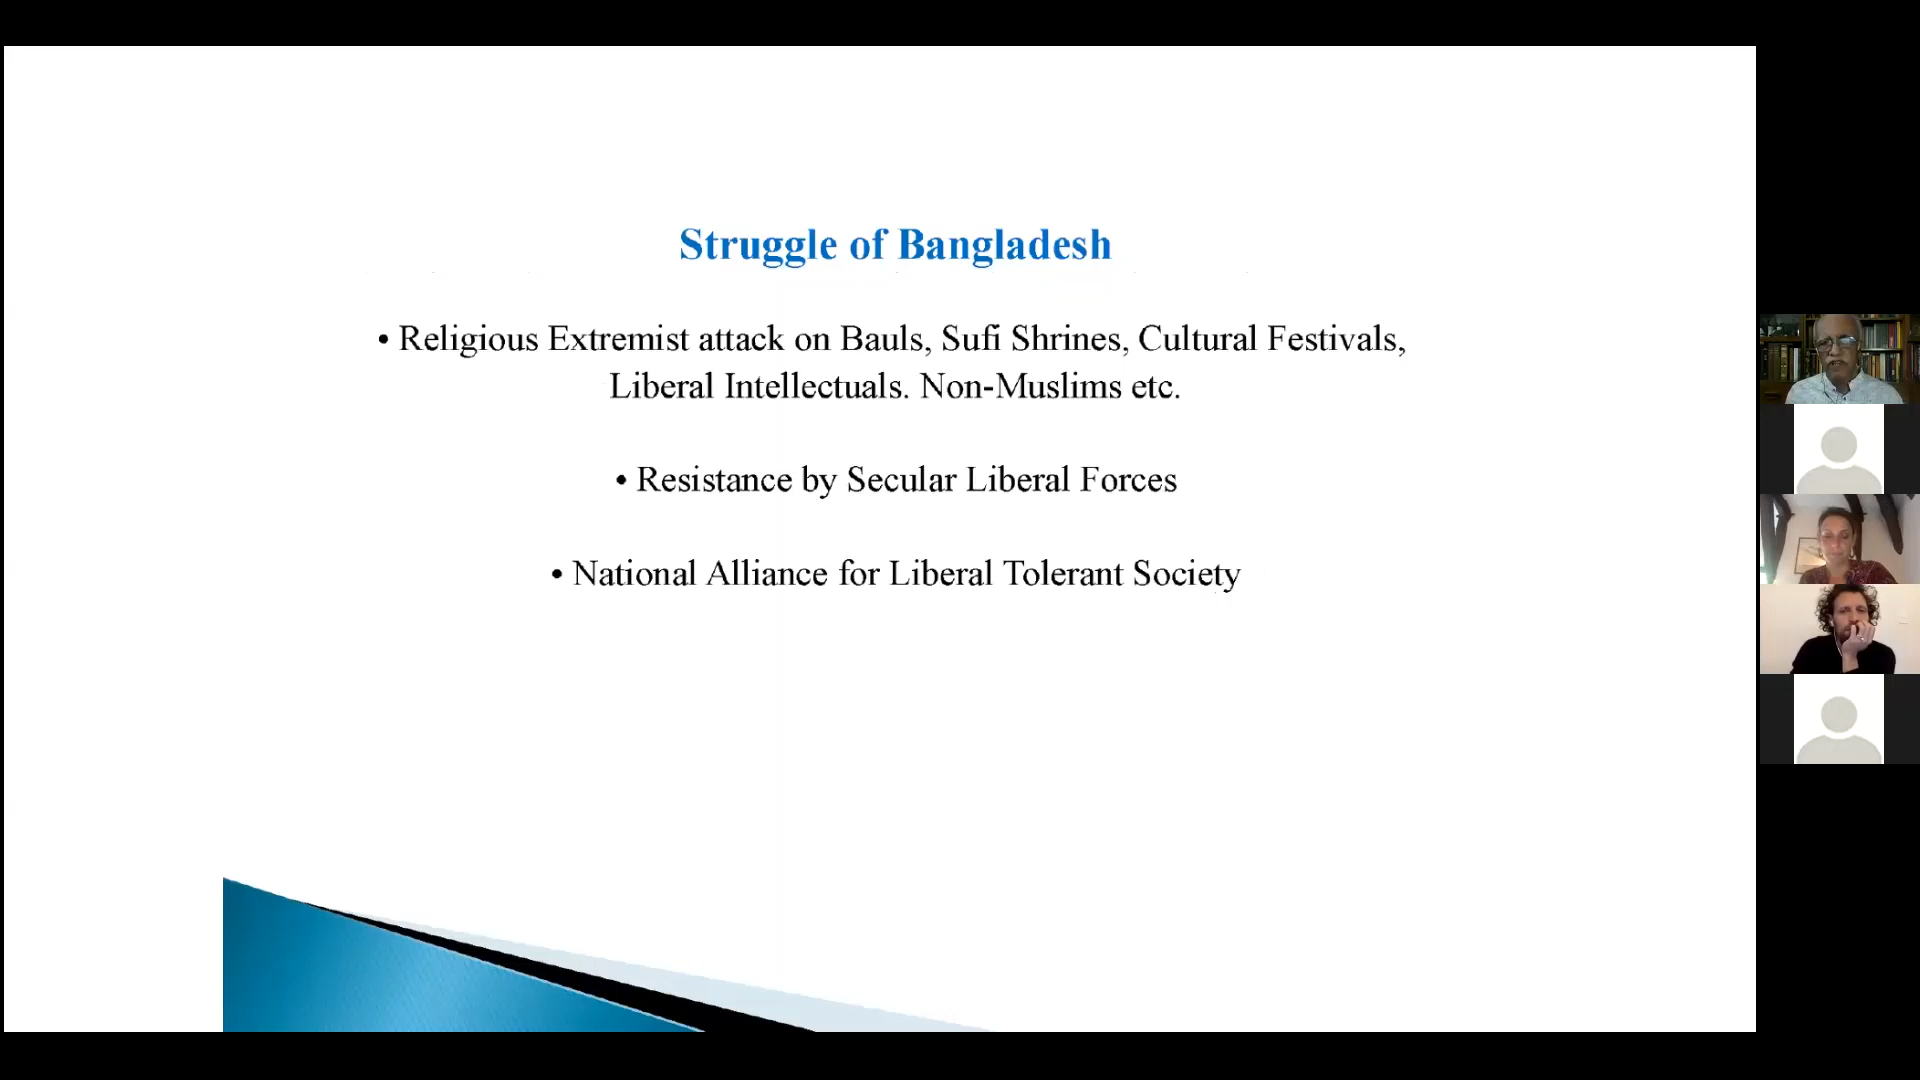 Struggle of Bangladesh
• Religious Extremist attack on Bauls, Sufi Shrines, Cultural Festivals,
Liberal Intellectuals. Non-Muslims etc.
• Resistance by Secular Liberal Forces
• National Alliance for Liberal Tolerant Society